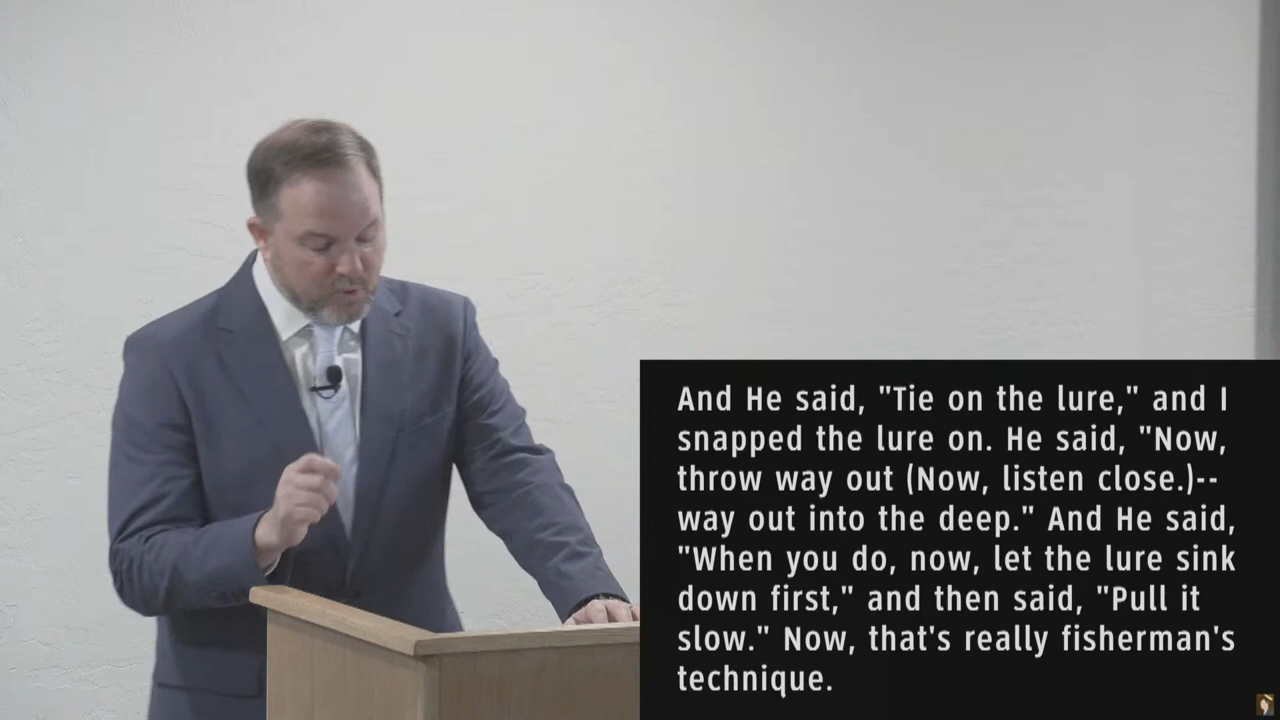 And He said, "Tie on the lure," and I
snapped the lure on. He said, "Now,
throw way out (Now, listen close.)--
way out into the deep." And He said,
"When you do, now, let the lure sink
down first," and then said, "Pull it
slow." Now, that's really fisherman's
technique.